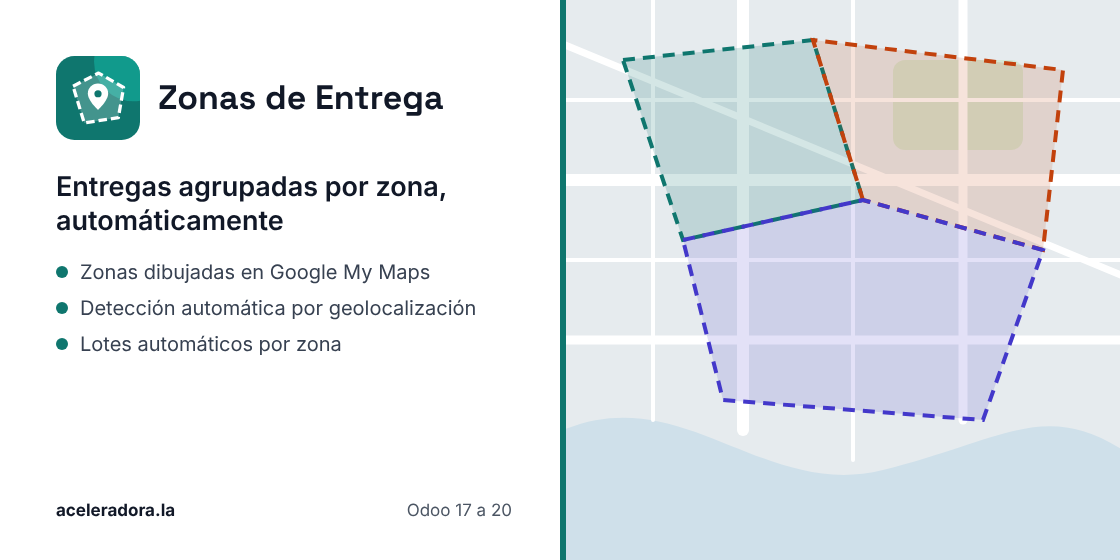 Zonas de Entrega
Entregas agrupadas por zona,
automáticamente
Zonas dibujadas en Google My Maps
Detección automática por geolocalización
Lotes automáticos por zona
aceleradora.la
Odoo 17 a 20